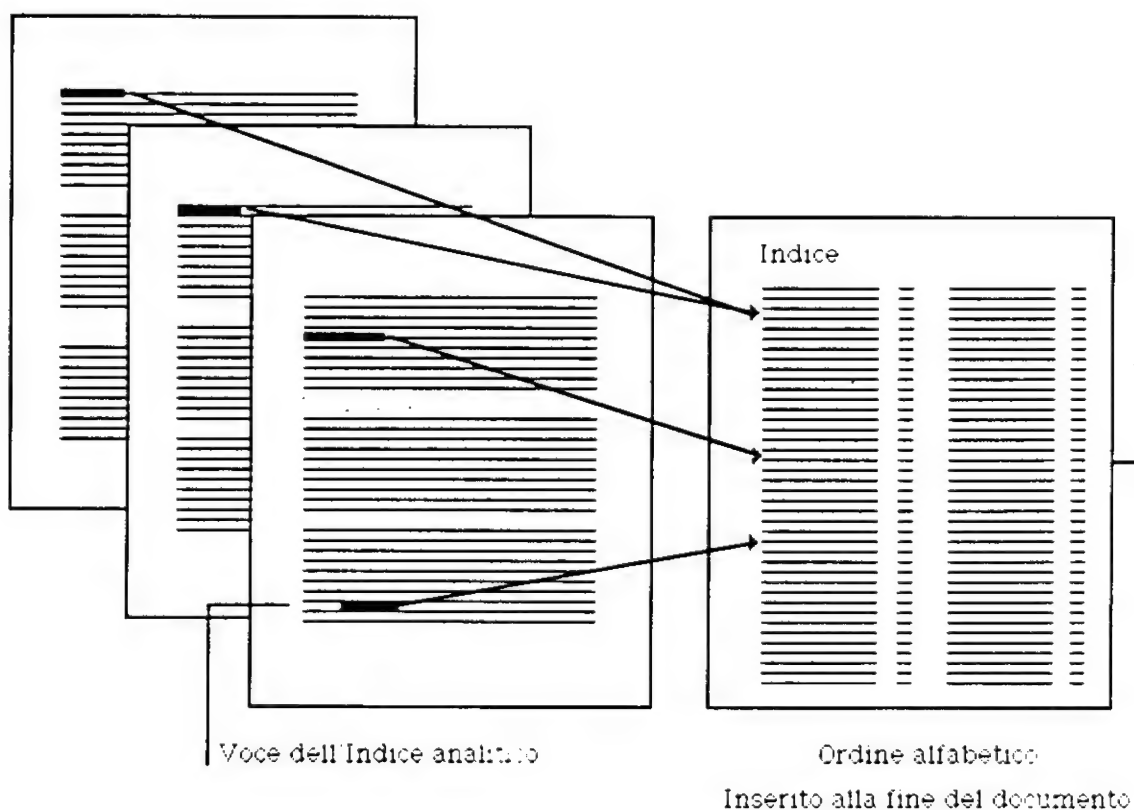 Indice
Voce dell'Indice analitico
Ordine alfabetico
Inserito alla fine del documento